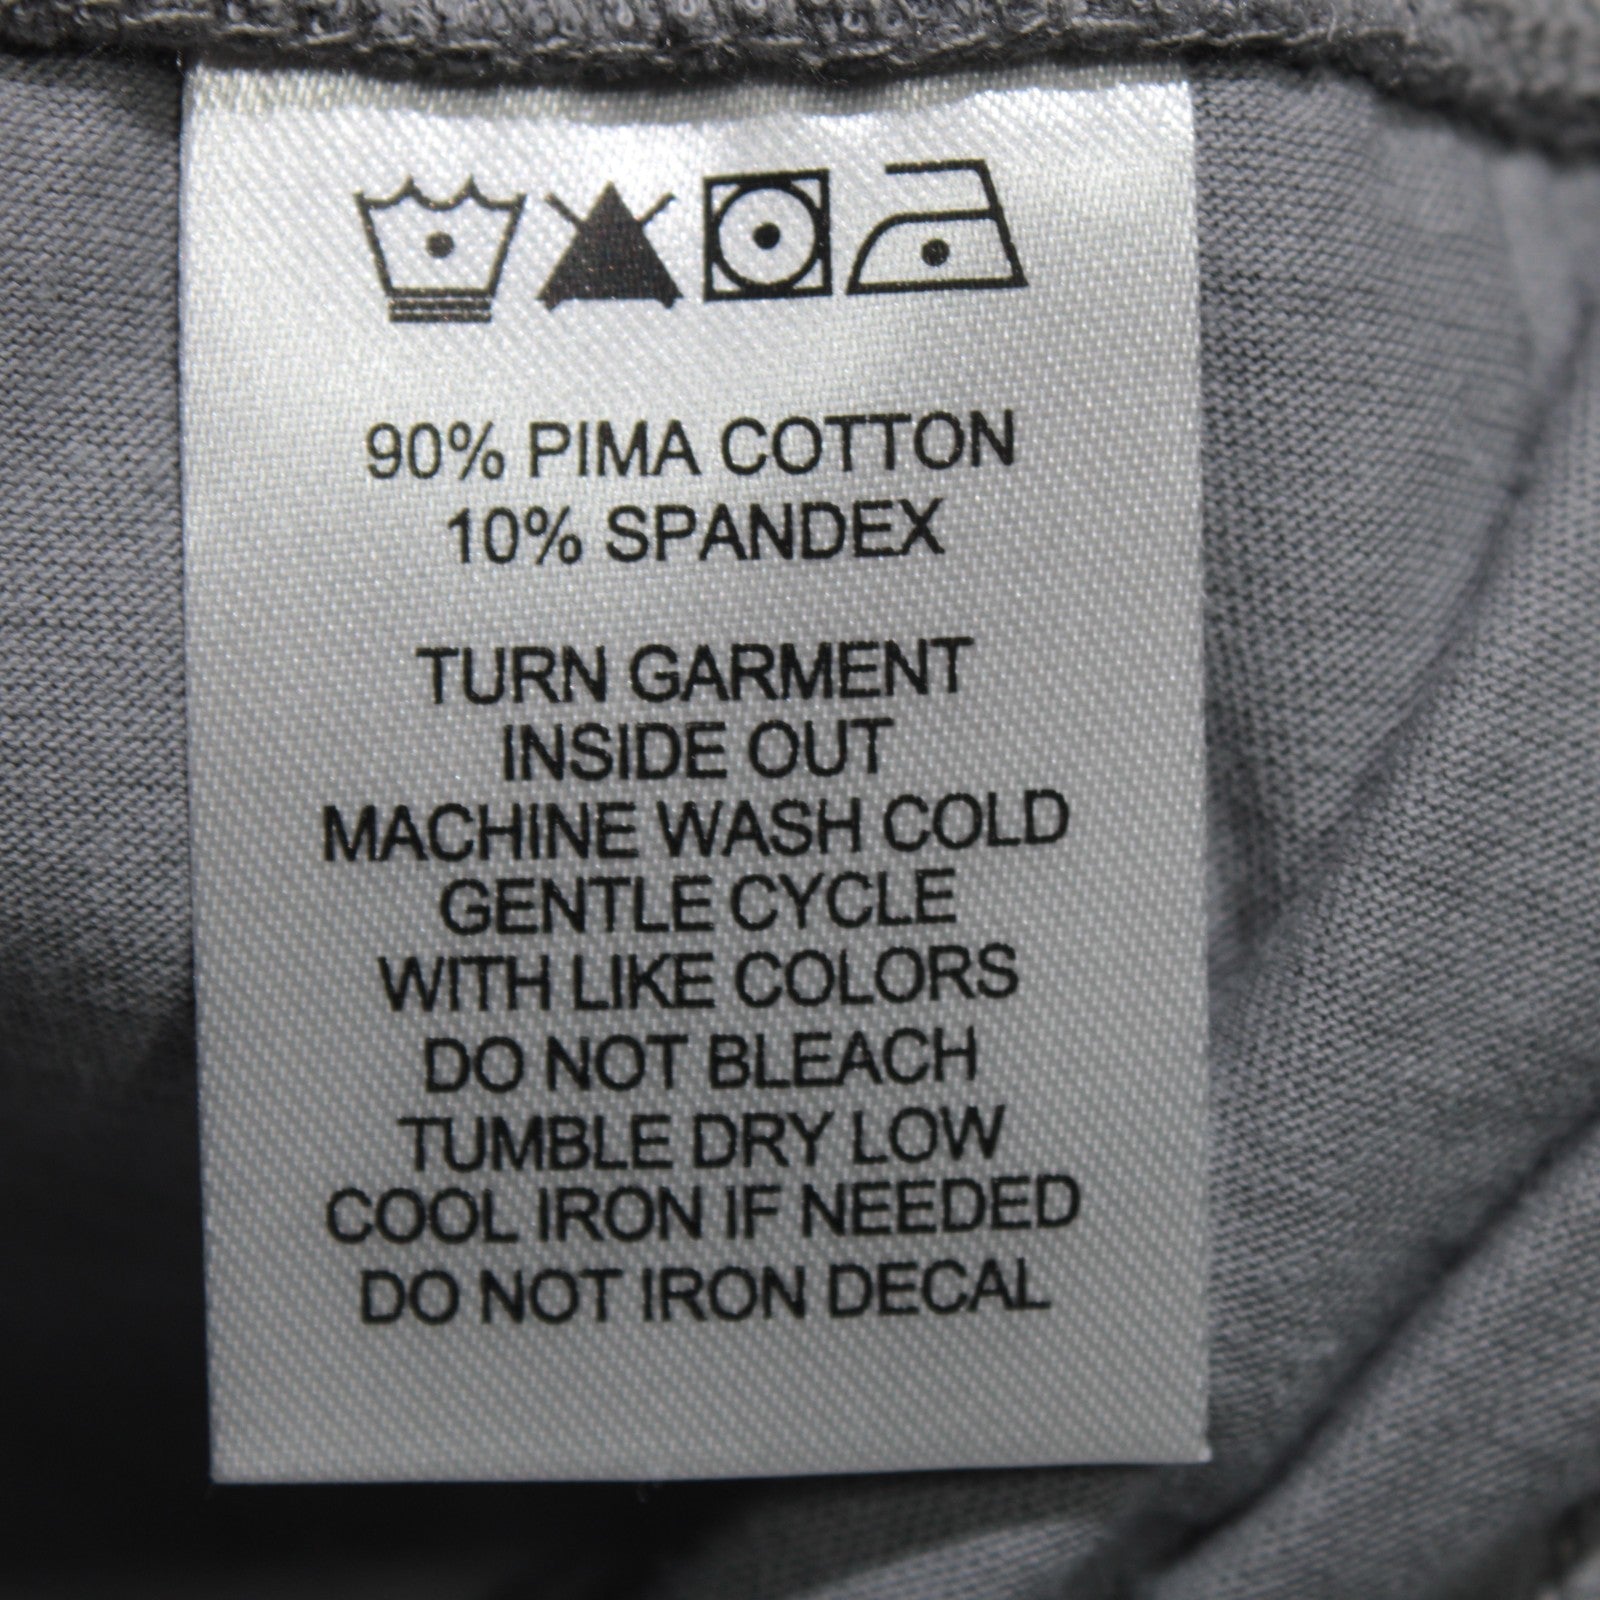 90% PIMA COTTON
10% SPANDEX
TURN GARMENT
INSIDE OUT
MACHINE WASH COLD
GENTLE CYCLE
WITH LIKE COLORS
DO NOT BLEACH
TUMBLE DRY LOW
COOL IRON IF NEEDED
DO NOT IRON DECAL